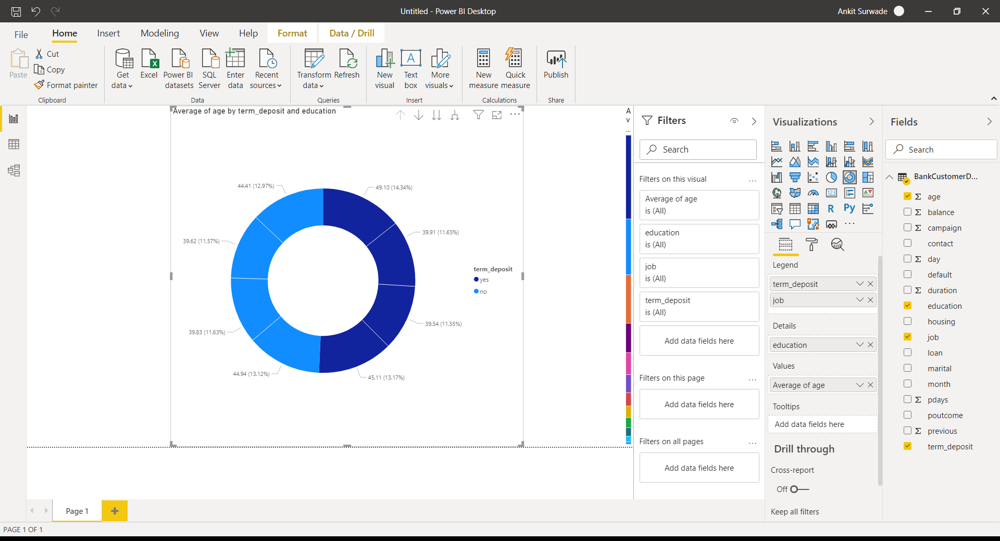 Untitled - Power BI Desktop
Ankit Surwade
File
Home
Insert
Modeling
View
Help
Format
Data / Drill
Paste
Cut
Copy
Format painter
Clipboard
Get data
Excel
Power BI datasets
SQL Server
Enter data
Recent sources
Data
Transform data
Refresh
Queries
New visual
Text box
More visuals
Insert
New measure
Quick measure
Calculations
Publish
Share
Average of age by term_deposit and education
44.41 (12.97%)
49.10 (14.34%)
39.91 (11.65%)
39.62 (11.57%)
39.54 (11.55%)
39.83 (11.63%)
44.94 (13.12%)
45.11 (13.17%)
term_deposit
yes
no
A
v
...
Filters
Search
Filters on this visual
...
Average of age
is (All)
education
is (All)
job
is (All)
term_deposit
is (All)
Add data fields here
Filters on this page
...
Add data fields here
Filters on all pages
...
Add data fields here
Visualizations
123
R
Py
...
Legend
term_deposit
job
Details
education
Values
Average of age
Tooltips
Add data fields here
Drill through
Cross-report
Off
Keep all filters
Fields
Search
BankCustomerD...
Σ age
Σ balance
Σ campaign
contact
Σ day
default
Σ duration
education
housing
job
loan
marital
month
Σ pdays
poutcome
Σ previous
term_deposit
Page 1
PAGE 1 OF 1